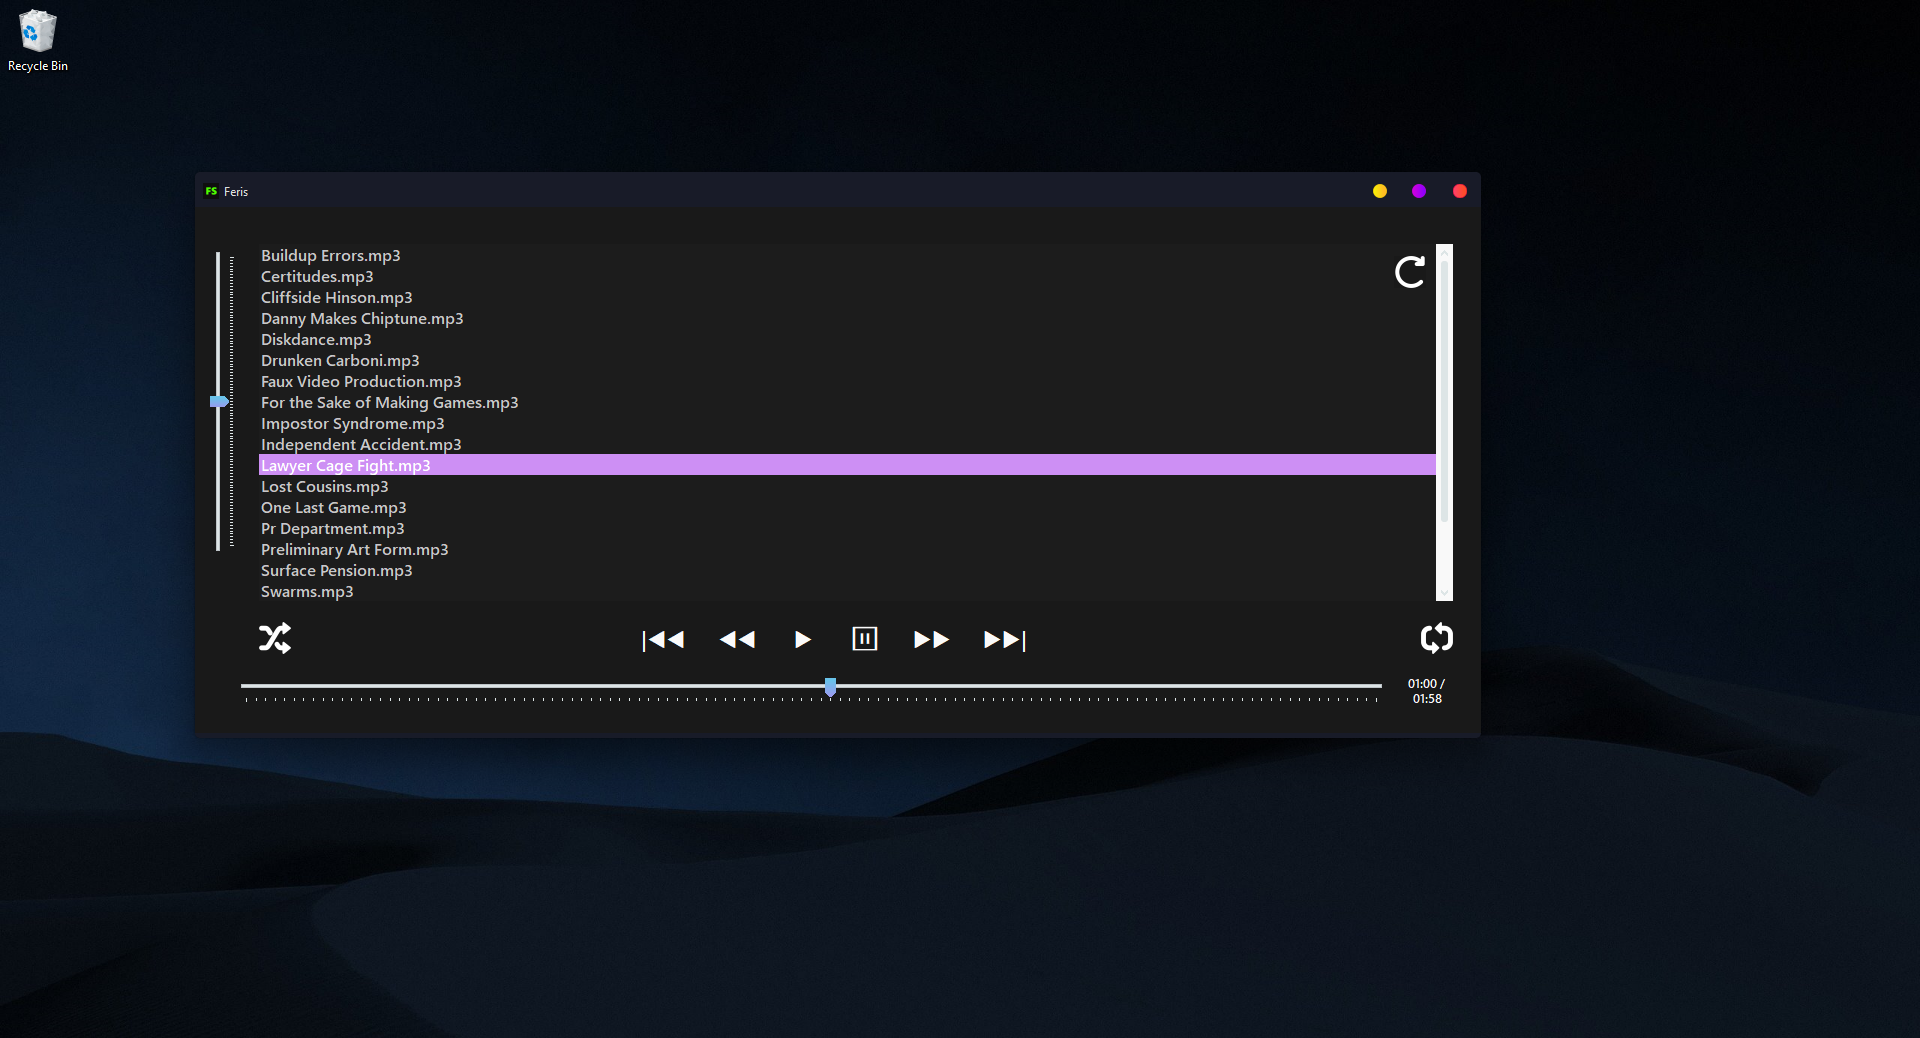 Recycle Bin
FS Feris
Buildup Errors.mp3
Certitudes.mp3
Cliffside Hinson.mp3
Danny Makes Chiptune.mp3
Diskdance.mp3
Drunken Carboni.mp3
Faux Video Production.mp3
For the Sake of Making Games.mp3
Impostor Syndrome.mp3
Independent Accident.mp3
Lawyer Cage Fight.mp3
Lost Cousins.mp3
One Last Game.mp3
Pr Department.mp3
Preliminary Art Form.mp3
Surface Pension.mp3
Swarms.mp3
01:00 /
01:58